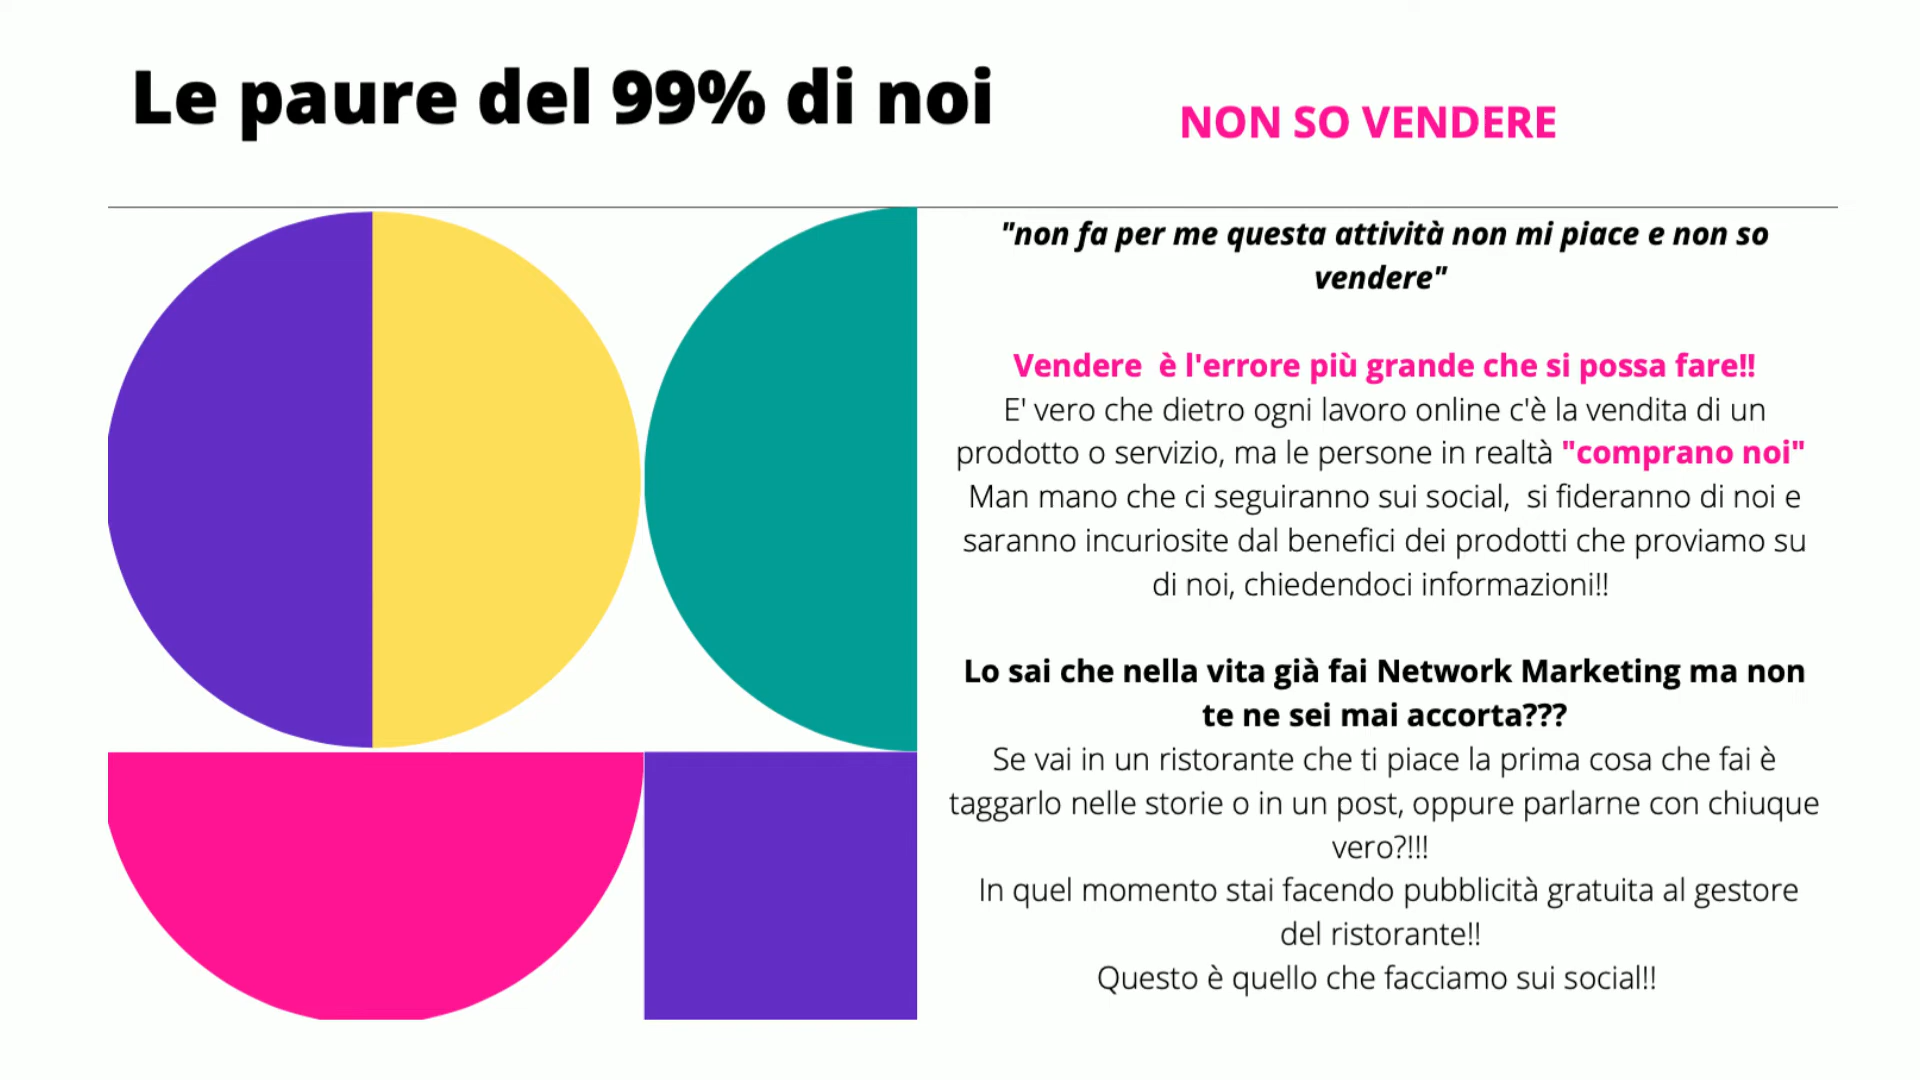 Le paure del 99% di noi
NON SO VENDERE
"non fa per me questa attività non mi piace e non so
vendere"
Vendere è l'errore più grande che si possa fare!!
E' vero che dietro ogni lavoro online c'è la vendita di un
prodotto o servizio, ma le persone in realtà "comprano noi"
Man mano che ci seguiranno sui social, si fideranno di noi e
saranno incuriosite dal benefici dei prodotti che proviamo su
di noi, chiedendoci informazioni!!
Lo sai che nella vita già fai Network Marketing ma non
te ne sei mai accorta???
Se vai in un ristorante che ti piace la prima cosa che fai è
taggarlo nelle storie o in un post, oppure parlarne con chiuque
vero?!!!
In quel momento stai facendo pubblicità gratuita al gestore
del ristorante!!
Questo è quello che facciamo sui social!!